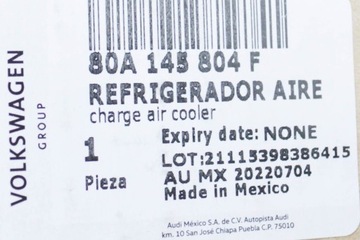 VOLKSWAGEN
GROUP
80A 145 804 F
REFRIGERADOR AIRE
charge air cooler
1
Pieza
Expiry date: NONE
LOT:21115398386415
AU MX 20220704
Made in Mexico
Audi México S.A. de C.V. Autopista Audi
km. 10 San José Chiapa Puebla C.P. 75010